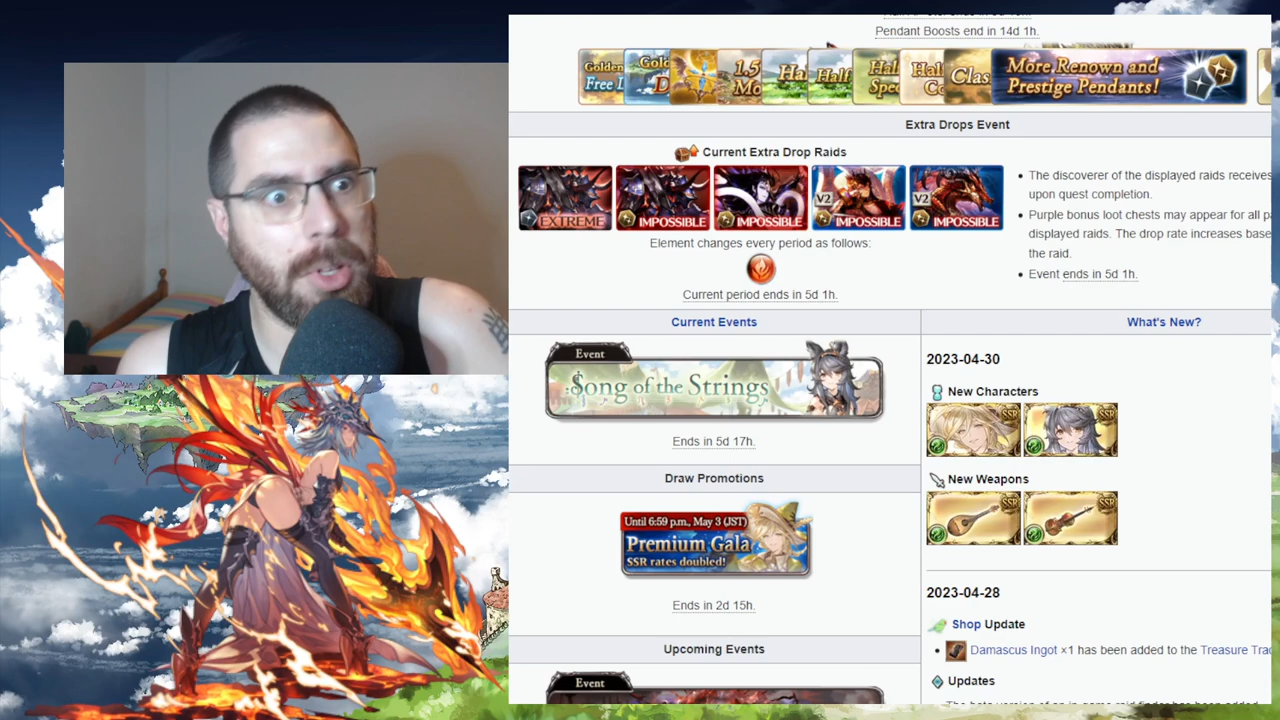 Pendant Boosts end in 14d 1h.
Golden
Free
Gold
1.5
Half
Half
Clas
More Renown and
Prestige Pendants!
Extra Drops Event
Current Extra Drop Raids
EXTREME
IMPOSSIBLE
IMPOSSIBLE
V2
IMPOSSIBLE
V2
IMPOSSIBLE
Element changes every period as follows:
Current period ends in 5d 1h.
• The discoverer of the displayed raids receives
upon quest completion.
• Purple bonus loot chests may appear for all
displayed raids. The drop rate increases
the raid.
• Event ends in 5d 1h.
Current Events
Event
Song of the Strings
Ends in 5d 17h.
Draw Promotions
Until 6:59 p.m., May 3 (JST)
Premium Gala
SSR rates doubled!
Ends in 2d 15h.
Upcoming Events
Event
What's New?
2023-04-30
New Characters
SSR
SSR
New Weapons
SSR
SSR
2023-04-28
Shop Update
• Damascus Ingot ×1 has been added to the Treasure
Updates